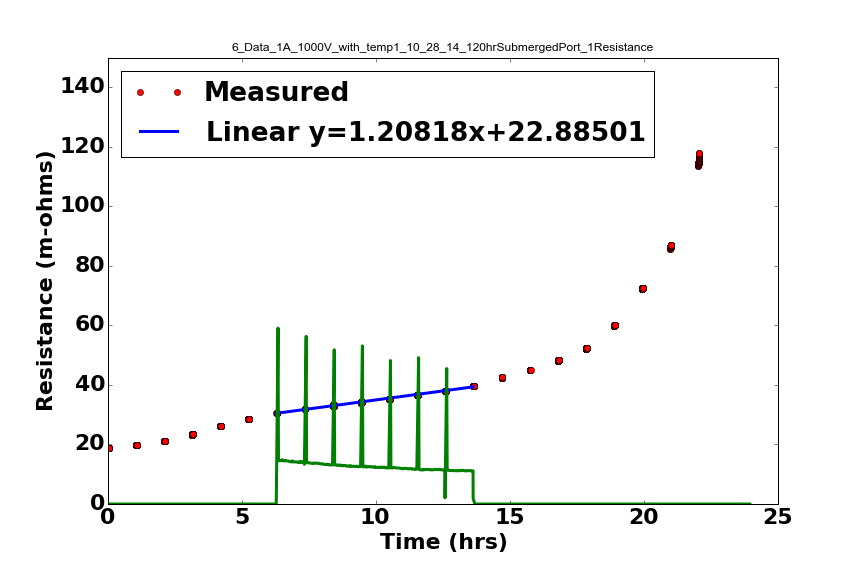 6_Data_1A_1000V_with_temp1_10_28_14_120hrSubmergedPort_1Resistance
Measured
Linear y=1.20818x+22.88501
Resistance (m-ohms)
140
120
100
80
60
40
20
0
0 5 10 15 20 25
Time (hrs)